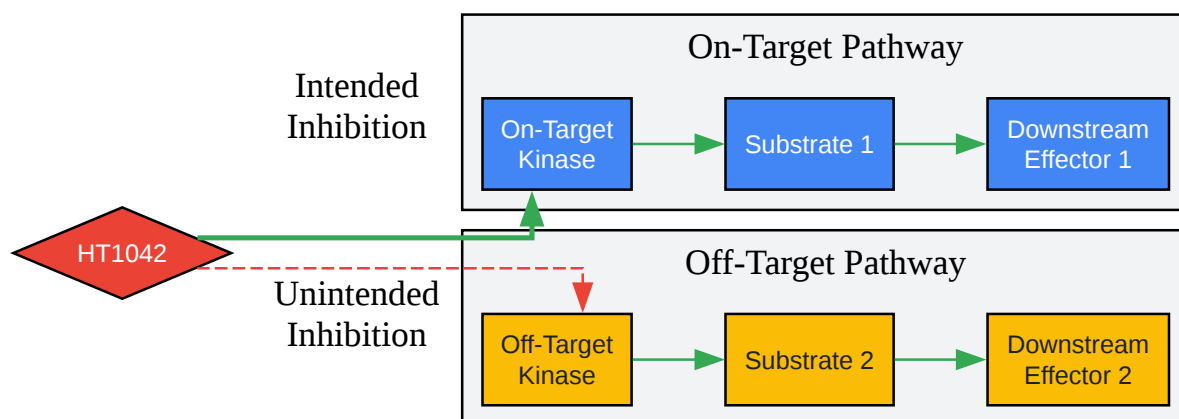 On-Target Pathway
Intended
Inhibition
On-Target
Kinase
Substrate 1
Downstream
Effector 1
HT1042
Off-Target Pathway
Unintended
Inhibition
Off-Target
Kinase
Substrate 2
Downstream
Effector 2